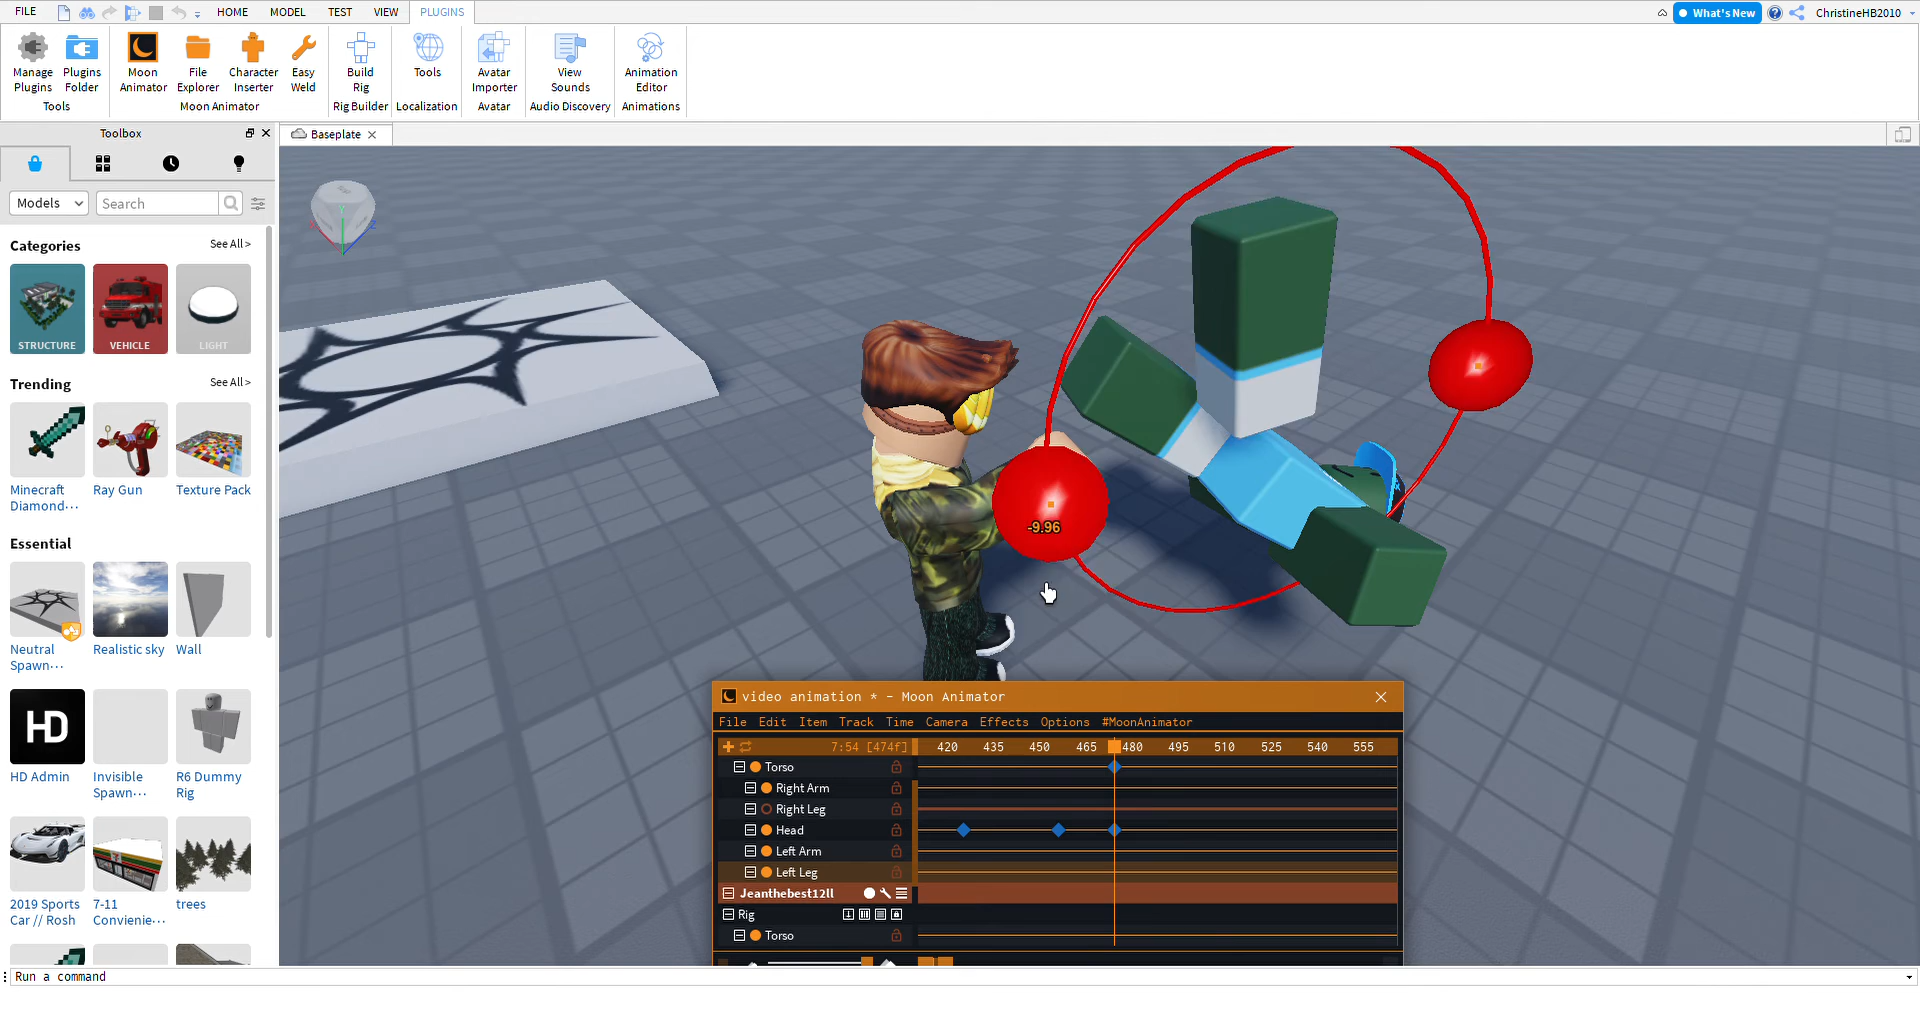 FILE HOME MODEL TEST VIEW PLUGINS What's New ChristineHB2010
Manage Plugins Moon File Character Easy Build Tools Avatar View Animation
Plugins Folder Animator Explorer Inserter Weld Rig Importer Sounds Editor
Tools Moon Animator Rig Builder Localization Avatar Audio Discovery Animations
Toolbox
Baseplate
Models Search
Categories See All >
STRUCTURE VEHICLE LIGHT
Trending See All >
Minecraft Ray Gun Texture Pack
Diamond...
Essential
Neutral Realistic sky Wall
Spawn...
HD
HD Admin Invisible R6 Dummy
Spawn... Rig
2019 Sports 7-11 trees
Car // Rosh Convenie...
-9.96
video animation * - Moon Animator
File Edit Item Track Time Camera Effects Options #MoonAnimator
7:54 [474f] 420 435 450 465 480 495 510 525 540 555
Torso
Right Arm
Right Leg
Head
Left Arm
Left Leg
Jeanthebest12ll
Rig
Torso
Run a command